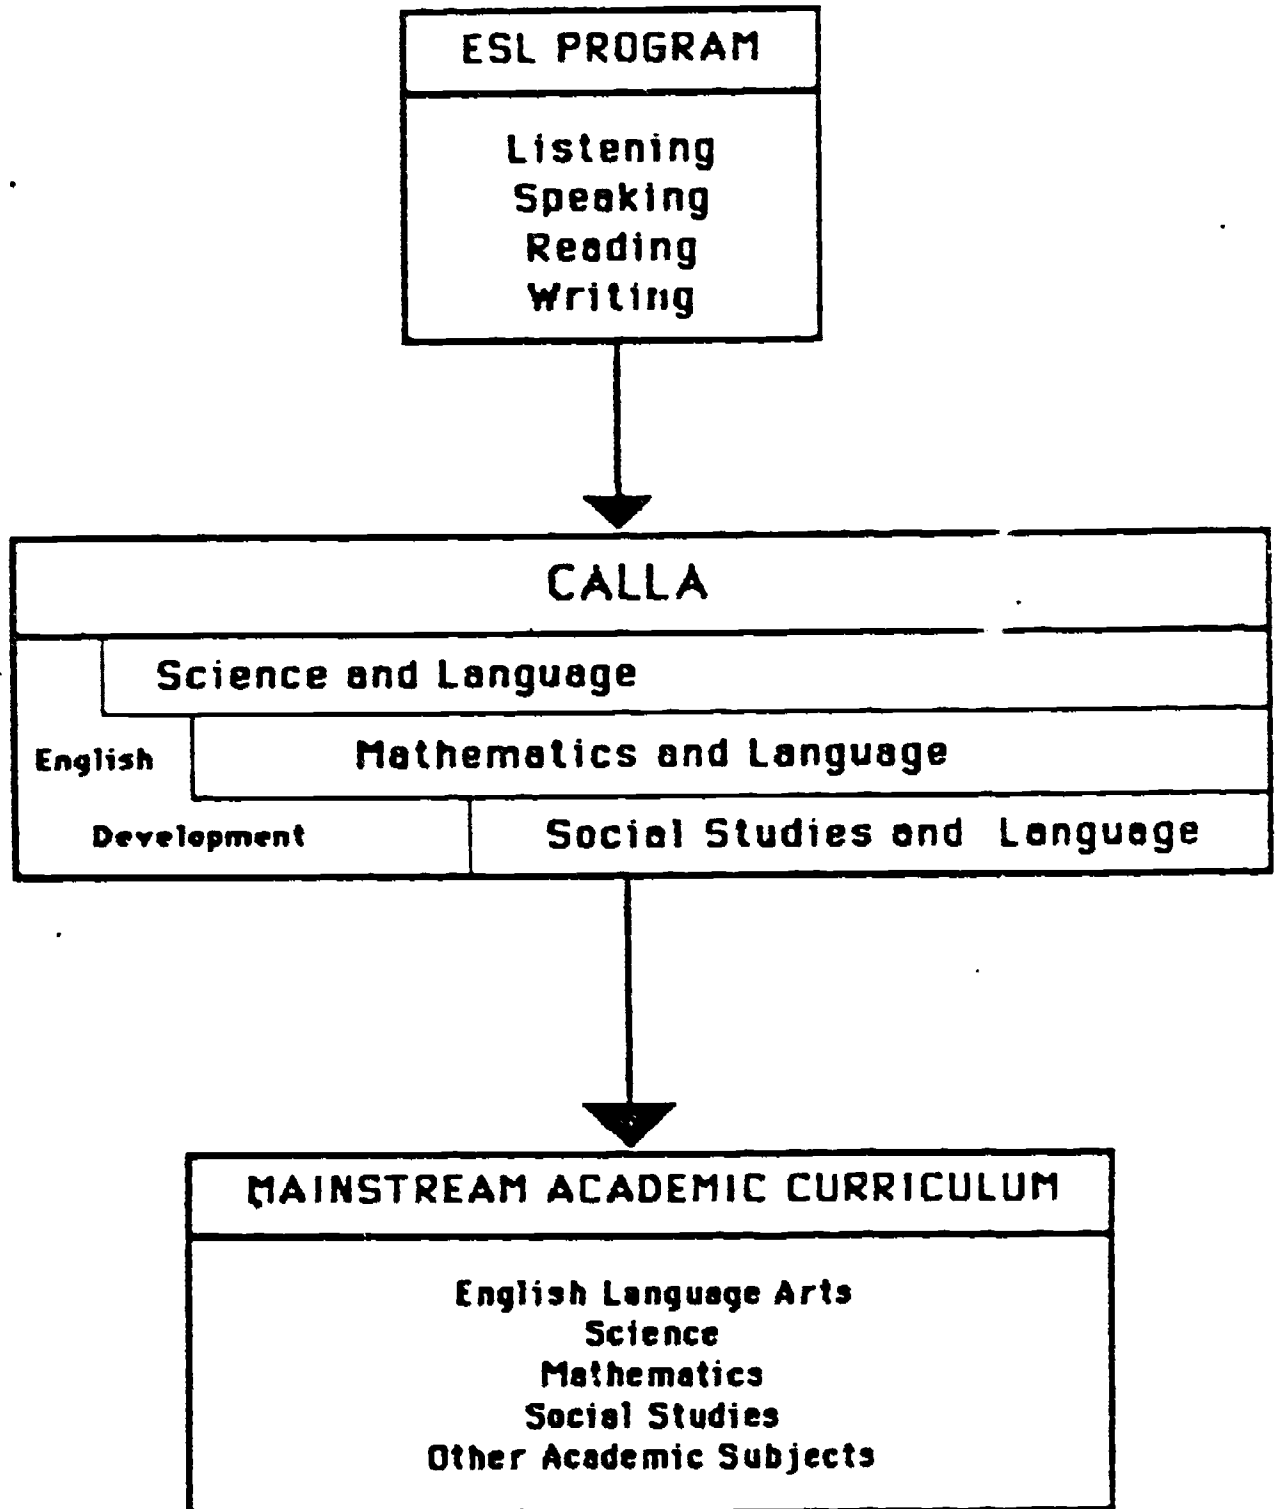 ESL PROGRAM
Listening
Speaking
Reading
Writing
CALLA
Science and Language
English
Mathematics and Language
Development
Social Studies and Language
MAINSTREAM ACADEMIC CURRICULUM
English Language Arts
Science
Mathematics
Social Studies
Other Academic Subjects